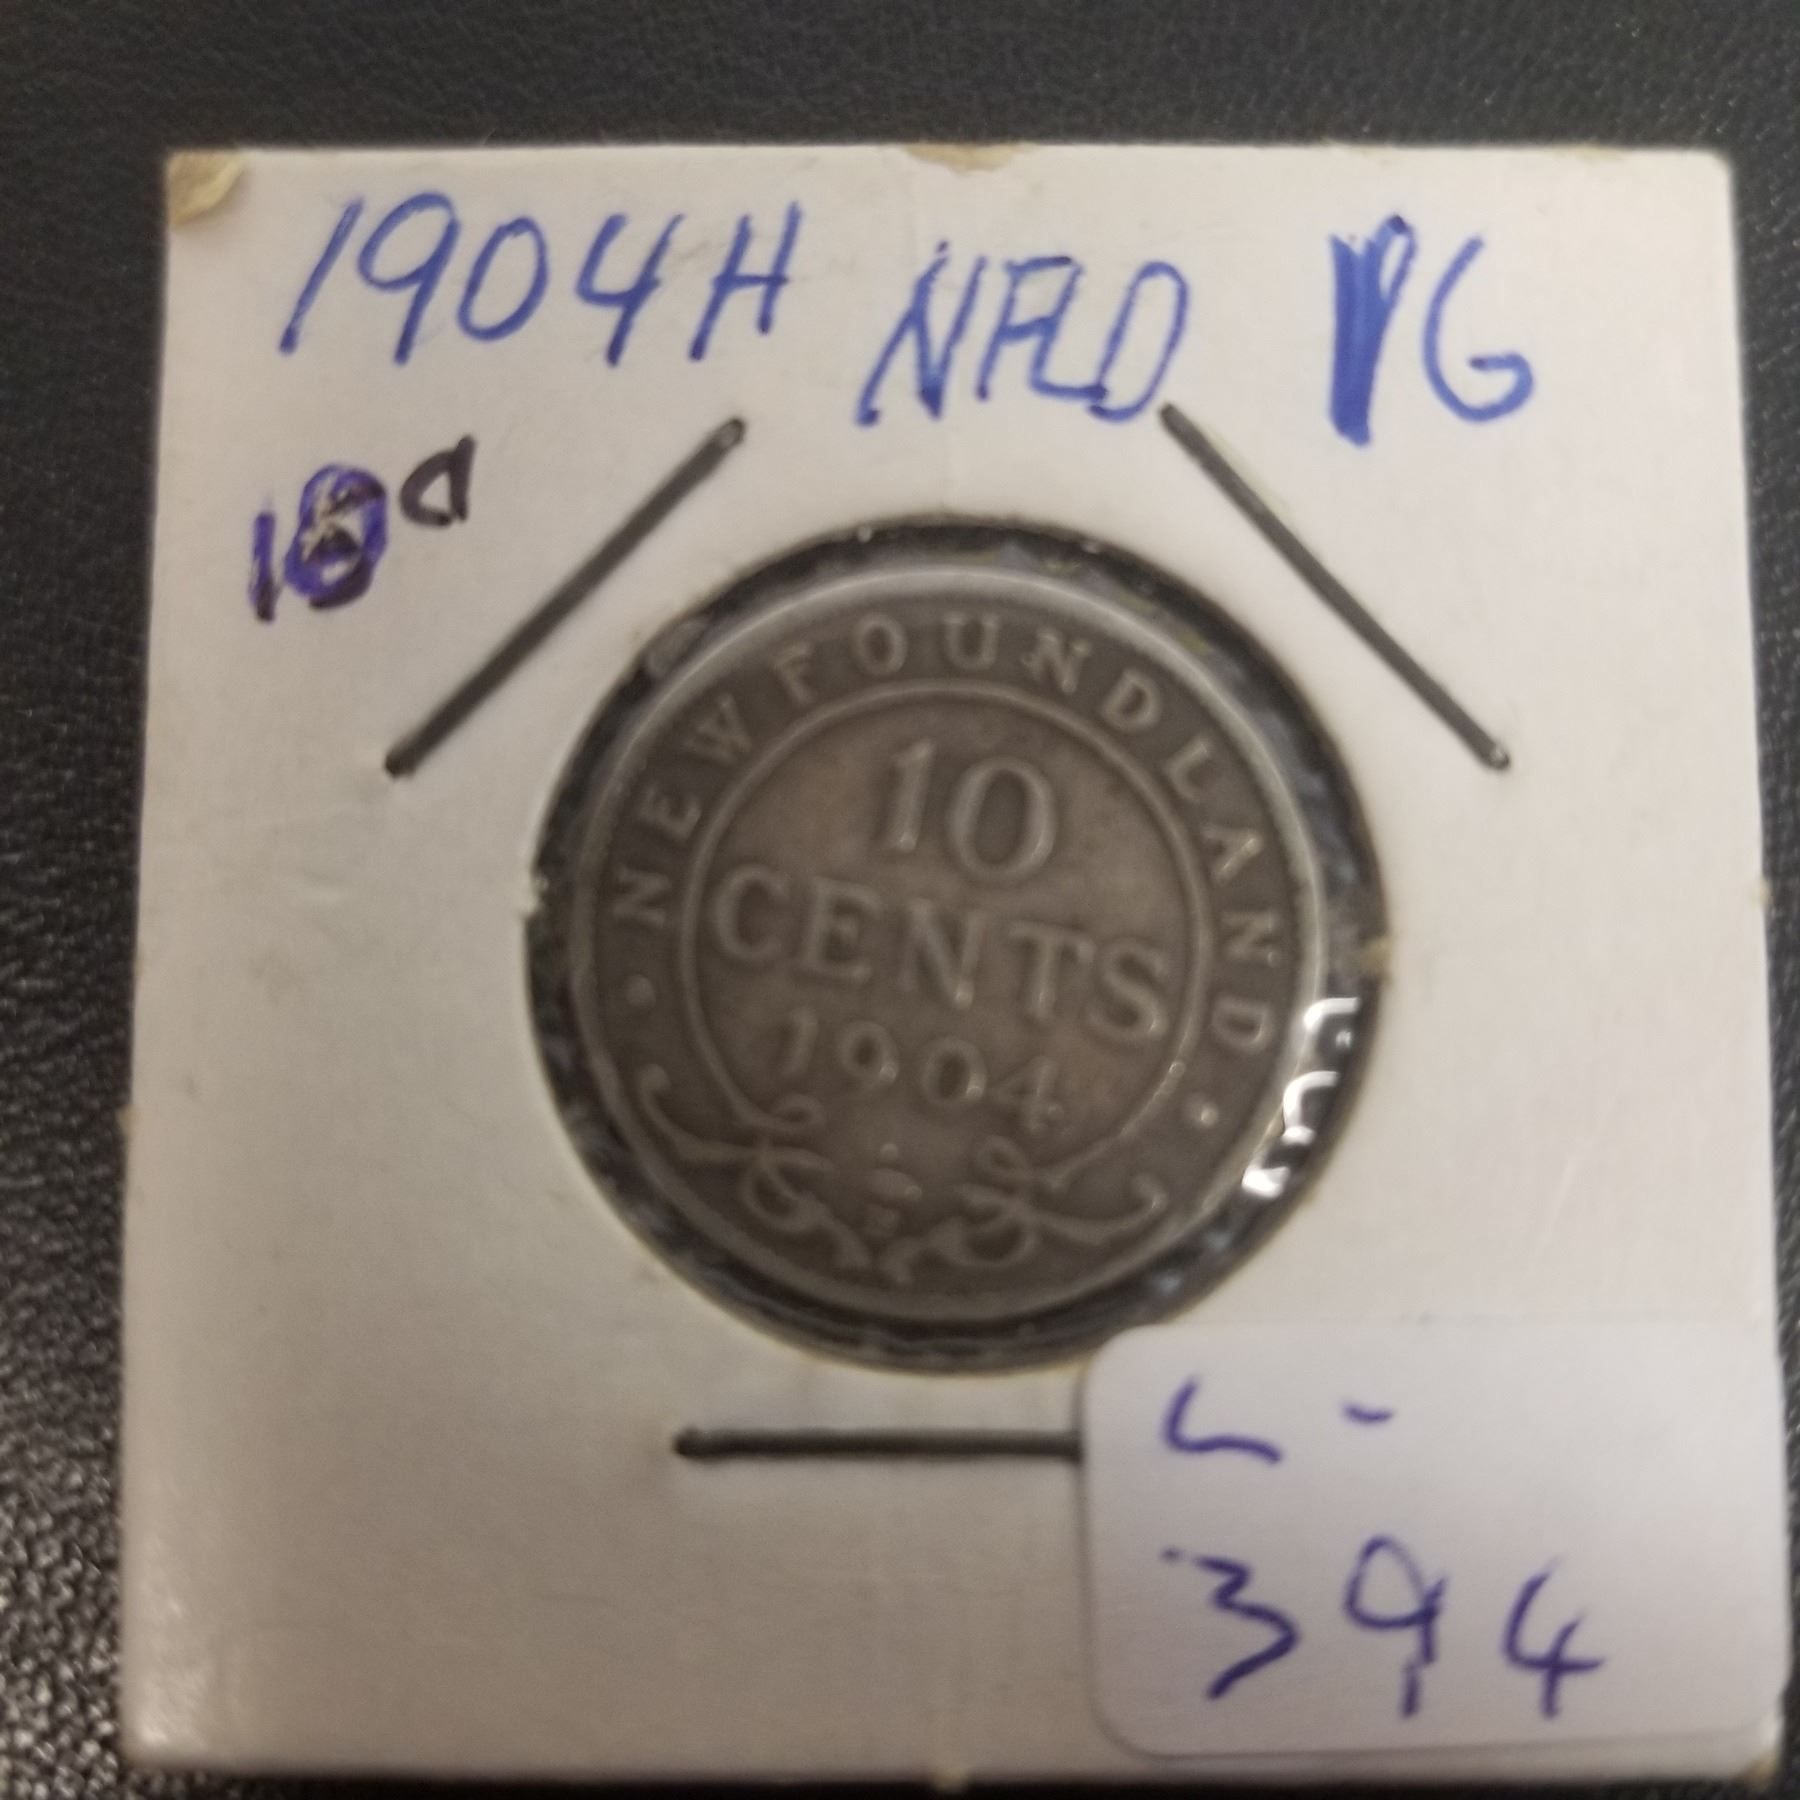 1904H NFLD VG
10¢
NEWFOUNDLAND
10
CENTS
1904
H
L-
394